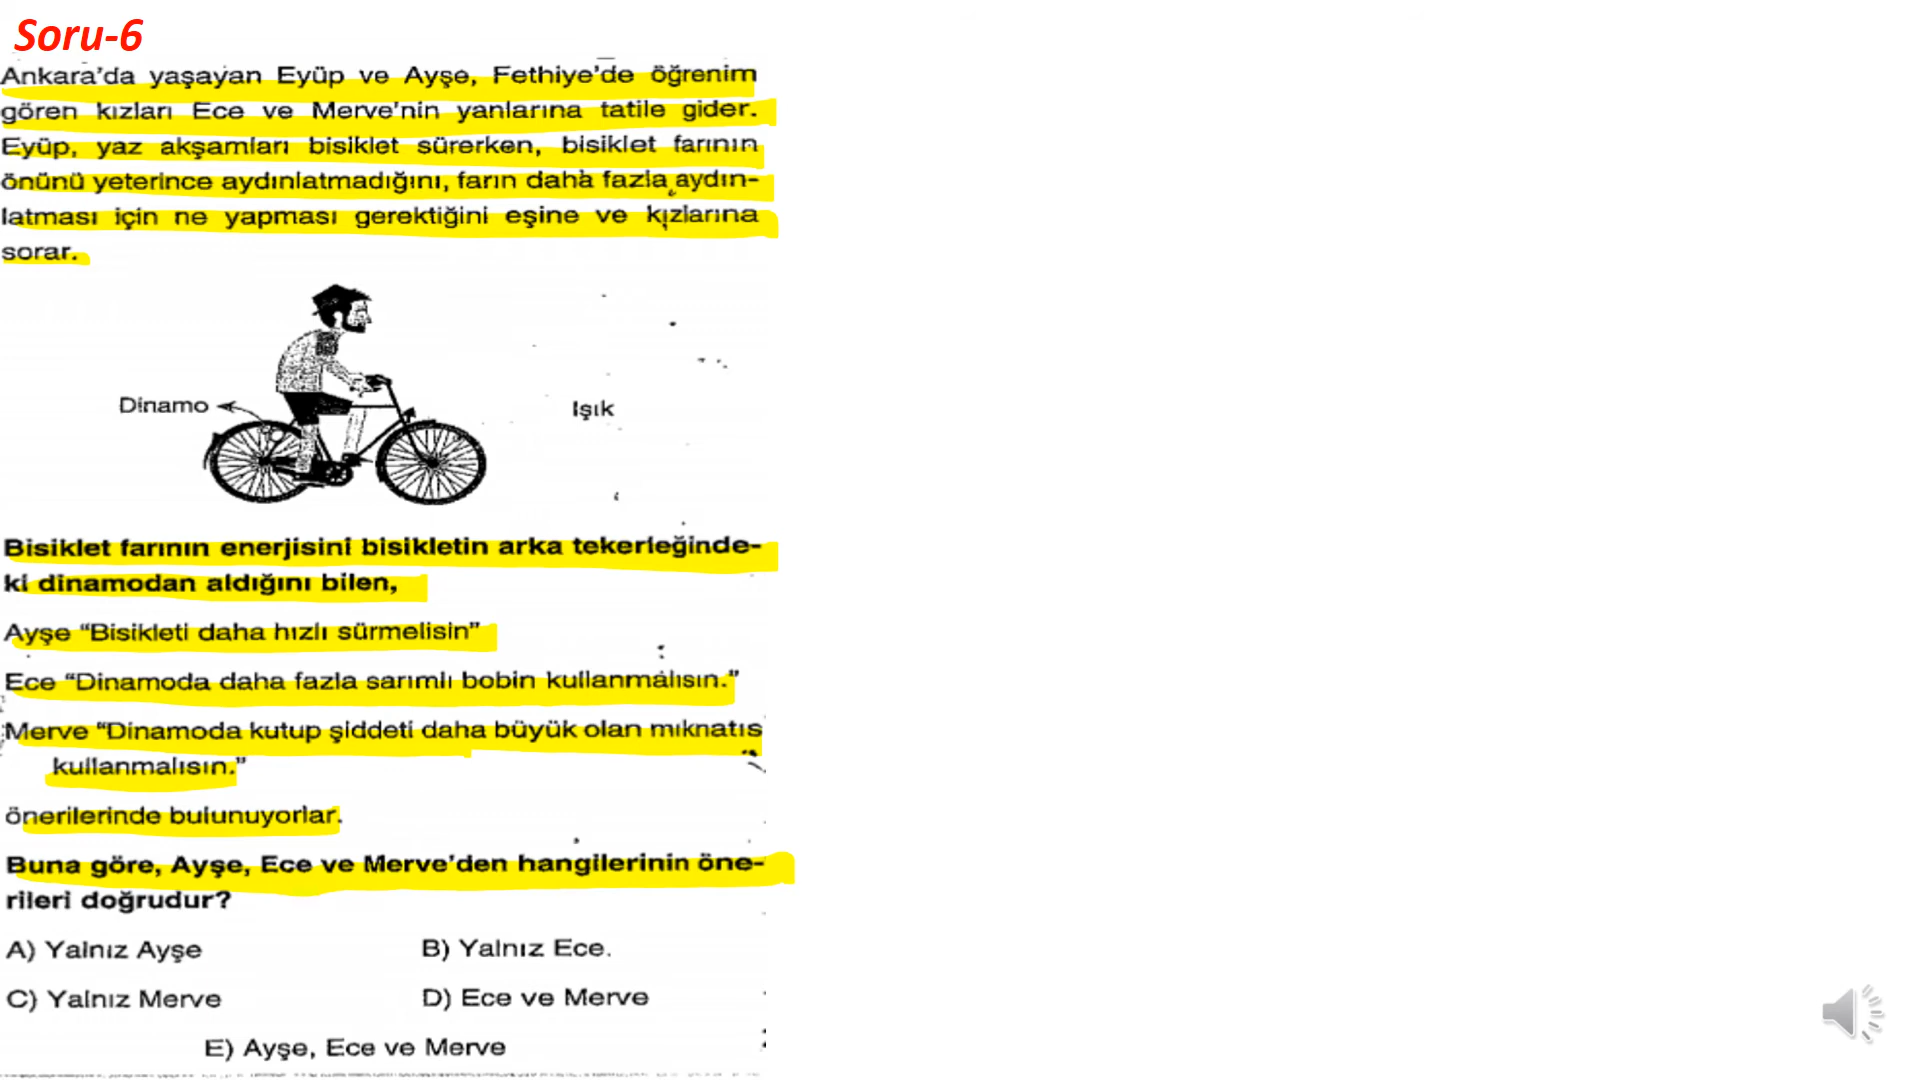 Soru-6
Ankara'da yaşayan Eyüp ve Ayşe, Fethiye'de öğrenim
gören kızları Ece ve Merve'nin yanlarına tatile gider.
Eyüp, yaz akşamları bisiklet sürerken, bisiklet farının
önünü yeterince aydınlatmadığını, farın daha fazla aydın-
latması için ne yapması gerektiğini eşine ve kızlarına
sorar.
Dinamo
Işık
Bisiklet farının enerjisini bisikletin arka tekerleğinde-
ki dinamodan aldığını bilen,
Ayşe "Bisikleti daha hızlı sürmelisin"
Ece "Dinamoda daha fazla sarımlı bobin kullanmalısın."
Merve "Dinamoda kutup şiddeti daha büyük olan mıknatıs
kullanmalısın."
önerilerinde bulunuyorlar.
Buna göre, Ayşe, Ece ve Merve'den hangilerinin öne-
rileri doğrudur?
A) Yalnız Ayşe
B) Yalnız Ece.
C) Yalnız Merve
D) Ece ve Merve
E) Ayşe, Ece ve Merve